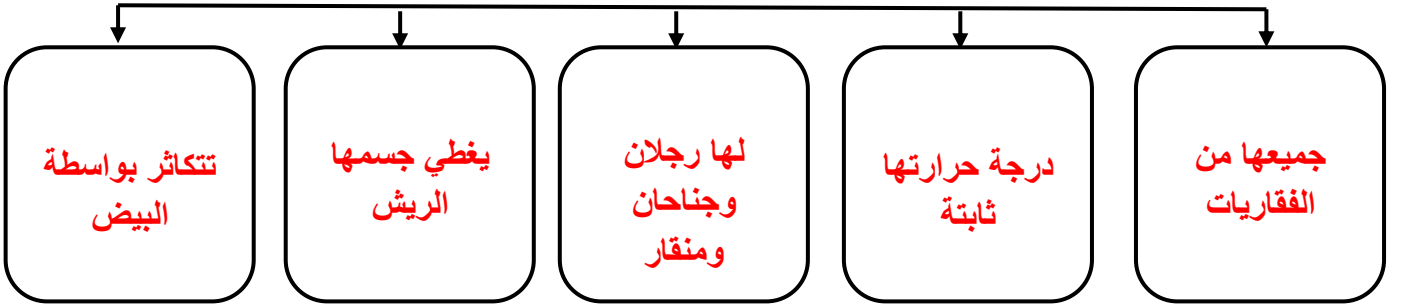 جميعها من
الفقاريات
درجة حرارتها
ثابتة
لها رجلان
وجناحان
ومنقار
يغطي جسمها
الريش
تتكاثر بواسطة
البيض